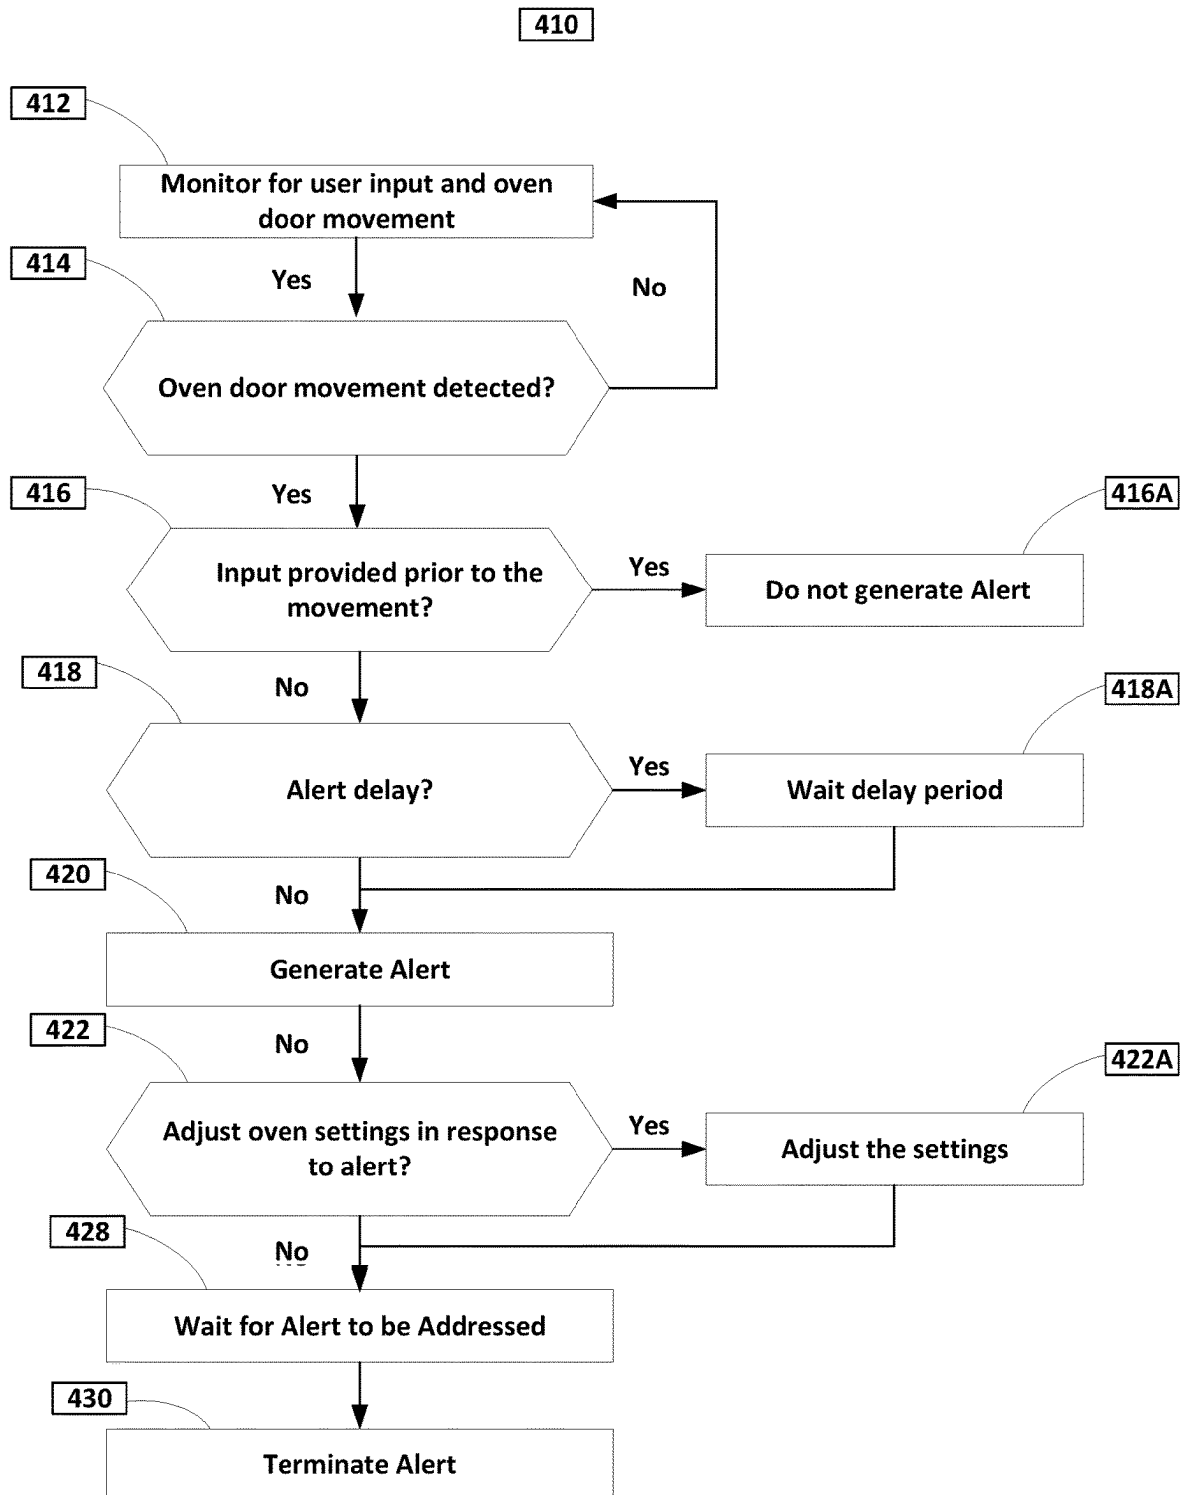 410
412
Monitor for user input and oven
door movement
414
Yes
No
Oven door movement detected?
416
Yes
416A
Input provided prior to the
movement?
Yes
Do not generate Alert
418
No
418A
Alert delay?
Yes
Wait delay period
420
No
Generate Alert
422
No
422A
Adjust oven settings in response
to alert?
Yes
Adjust the settings
428
No
Wait for Alert to be Addressed
430
Terminate Alert